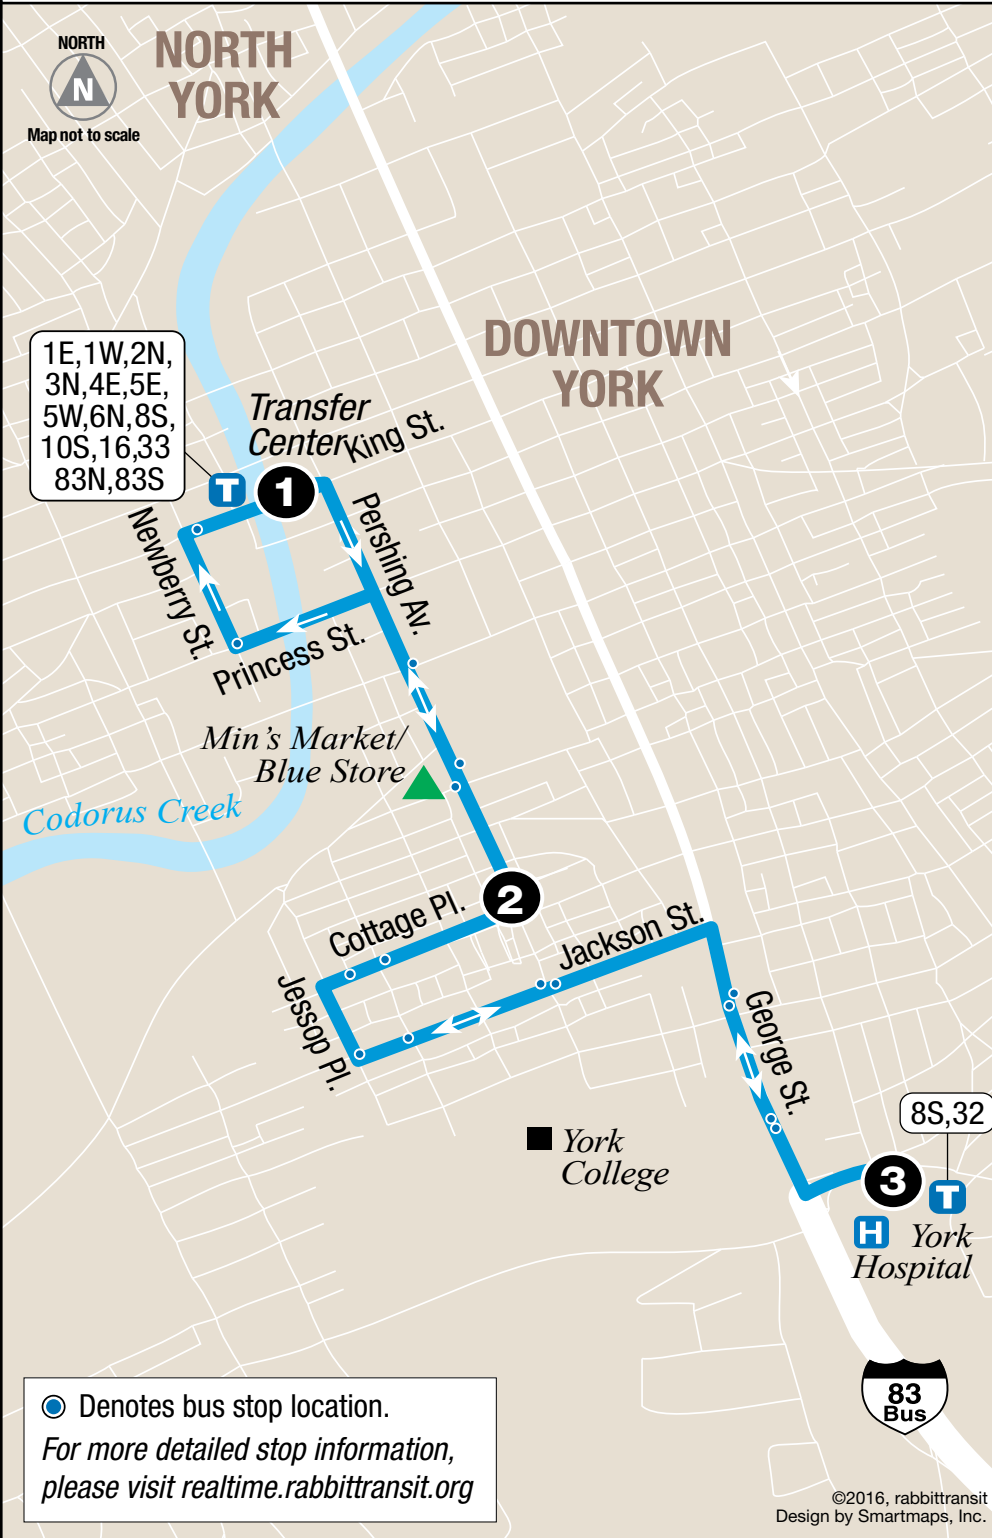 NORTH
N
Map not to scale
NORTH
YORK
DOWNTOWN
YORK
1E,1W,2N,
3N,4E,5E,
5W,6N,8S,
10S,16,33
83N,83S
Transfer
Center
King St.
T
1
Pershing Av.
Newberry St.
Princess St.
Min's Market/
Blue Store
Codorus Creek
2
Cottage Pl.
Jackson St.
Jessop Pl.
George St.
8S,32
York
College
3
T
H
York
Hospital
83
Bus
Denotes bus stop location.
For more detailed stop information,
please visit realtime.rabbittransit.org
©2016, rabbittransit
Design by Smartmaps, Inc.